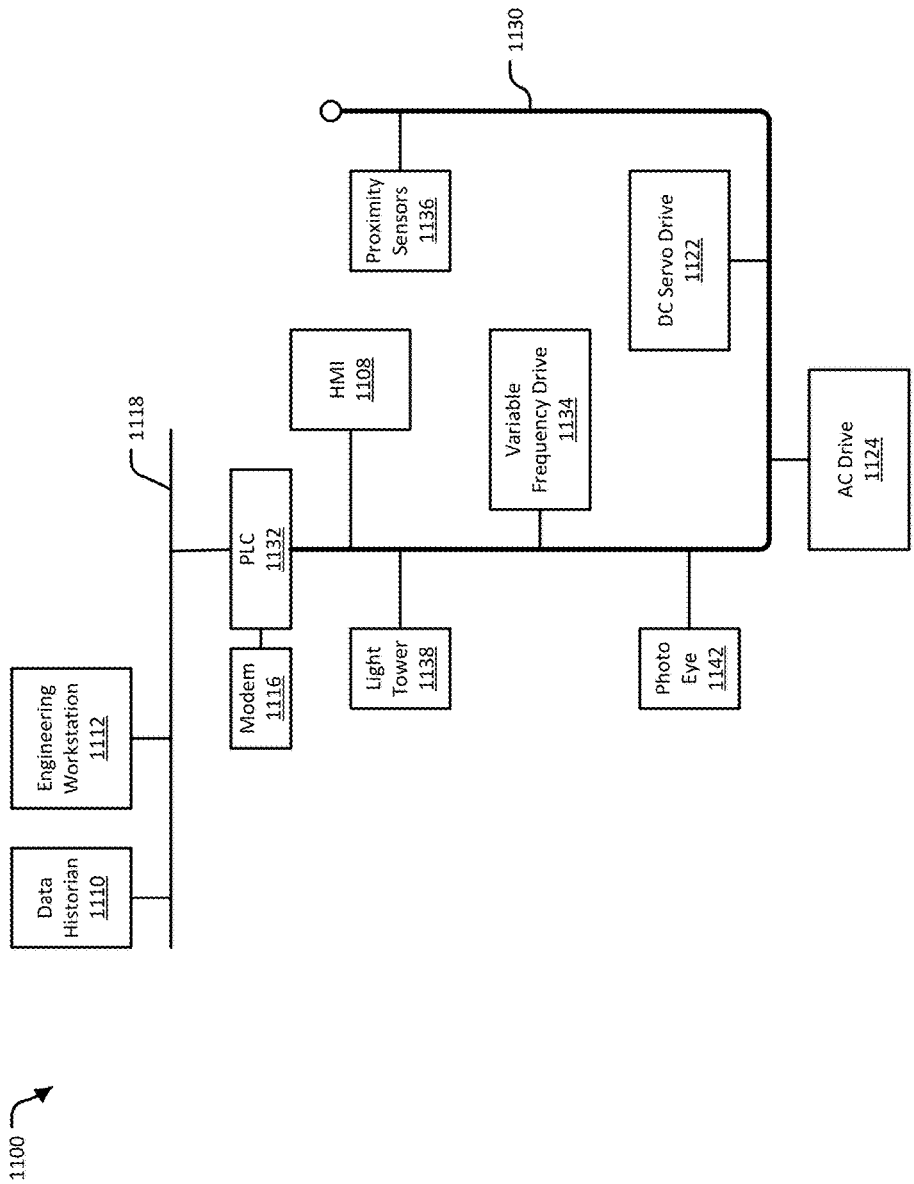 1100
Data
Historian
1110
Engineering
Workstation
1112
1118
Modem
1116
PLC
1132
HMI
1108
Light
Tower
1138
Proximity
Sensors
1136
1130
Variable
Frequency Drive
1134
Photo
Eye
1142
DC Servo Drive
1122
AC Drive
1124